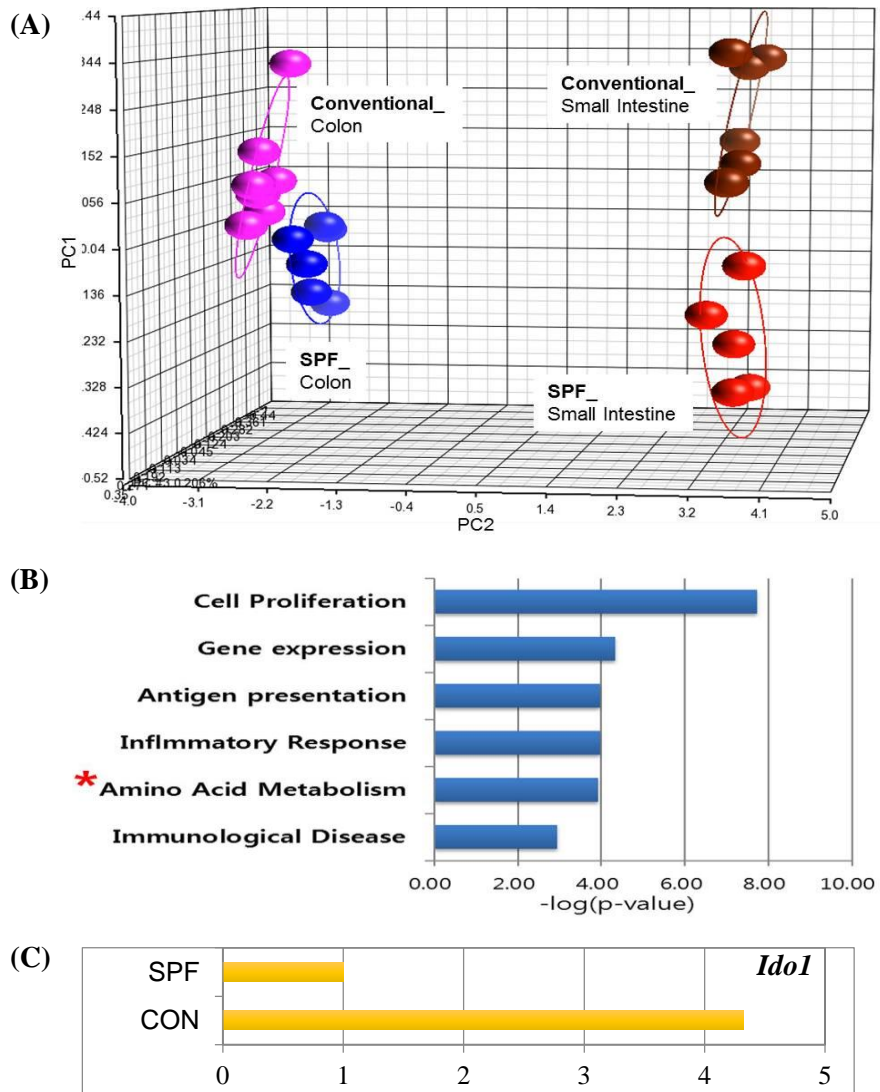 (A)
.44
344
248
152
056
0.04
136
232
.328
.424
0.52
PC1
Conventional_
Colon
Conventional_
Small Intestine
SPF_
Colon
SPF_
Small Intestine
-4.0
-3.1
-2.2
-1.3
-0.4
0.5
1.4
2.3
3.2
4.1
5.0
PC2
(B)
Cell Proliferation
Gene expression
Antigen presentation
Inflmmatory Response
*Amino Acid Metabolism
Immunological Disease
0.00 2.00 4.00 6.00 8.00 10.00
-log(p-value)
(C)
Ido1
SPF
CON
0 1 2 3 4 5